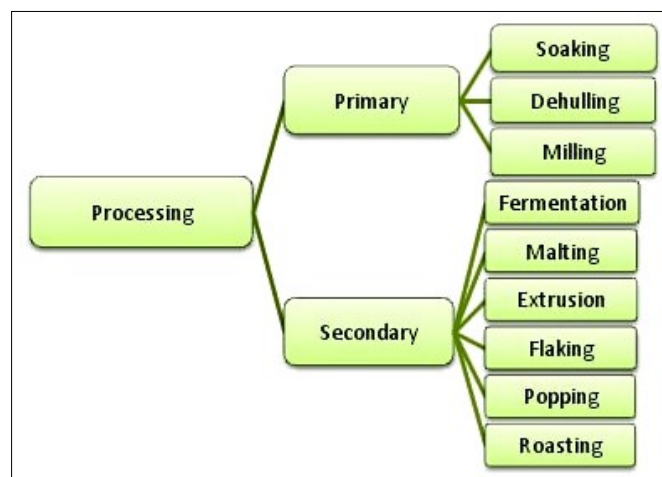 Processing
Primary
Soaking
Dehulling
Milling
Secondary
Fermentation
Malting
Extrusion
Flaking
Popping
Roasting